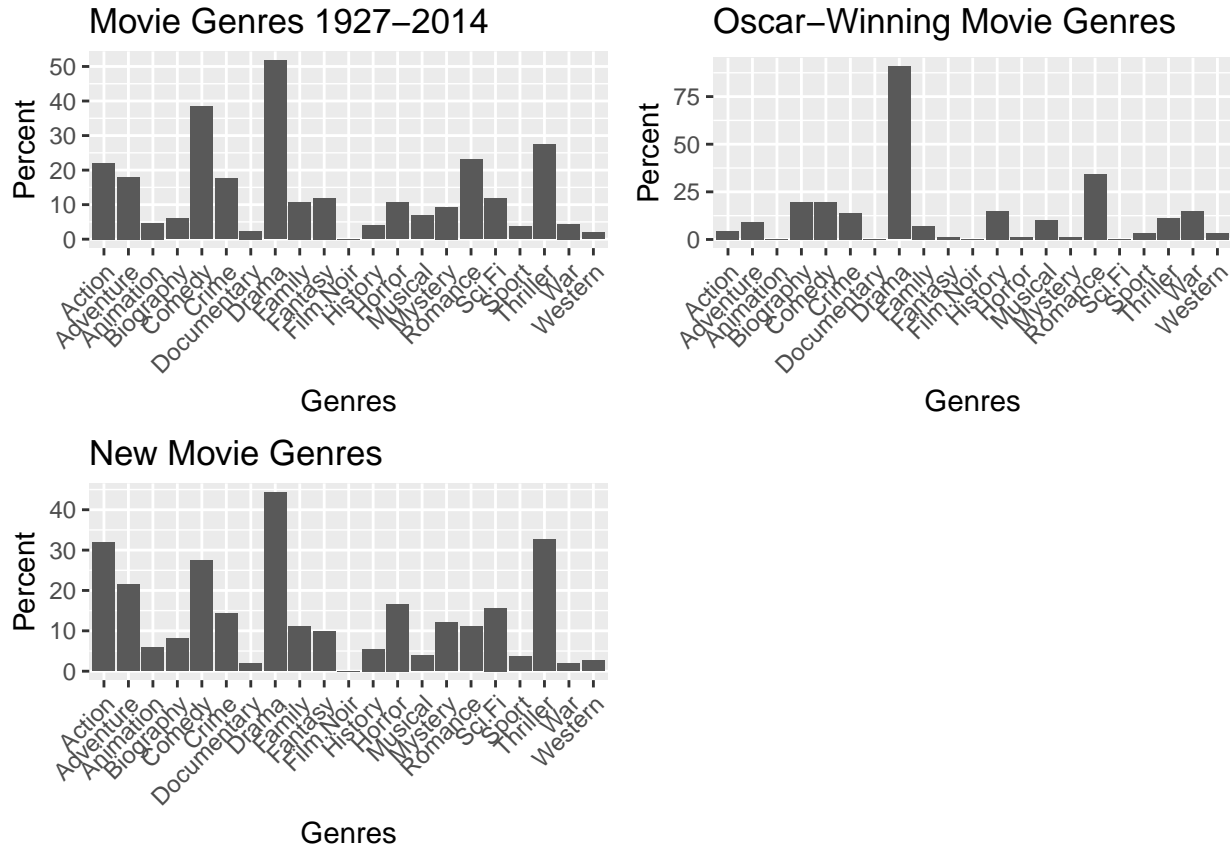 Movie Genres 1927−2014
Percent
50
40
30
20
10
0
Action
Adventure
Animation
Biography
Comedy
Crime
Documentary
Drama
Family
Fantasy
Film.Noir
History
Horror
Musical
Mystery
Romance
Sci.Fi
Sport
Thriller
War
Western
Genres
Oscar−Winning Movie Genres
Percent
75
50
25
0
Action
Adventure
Animation
Biography
Comedy
Crime
Documentary
Drama
Family
Fantasy
Film.Noir
History
Horror
Musical
Mystery
Romance
Sci.Fi
Sport
Thriller
War
Western
Genres
New Movie Genres
Percent
40
30
20
10
0
Action
Adventure
Animation
Biography
Comedy
Crime
Documentary
Drama
Family
Fantasy
Film.Noir
History
Horror
Musical
Mystery
Romance
Sci.Fi
Sport
Thriller
War
Western
Genres